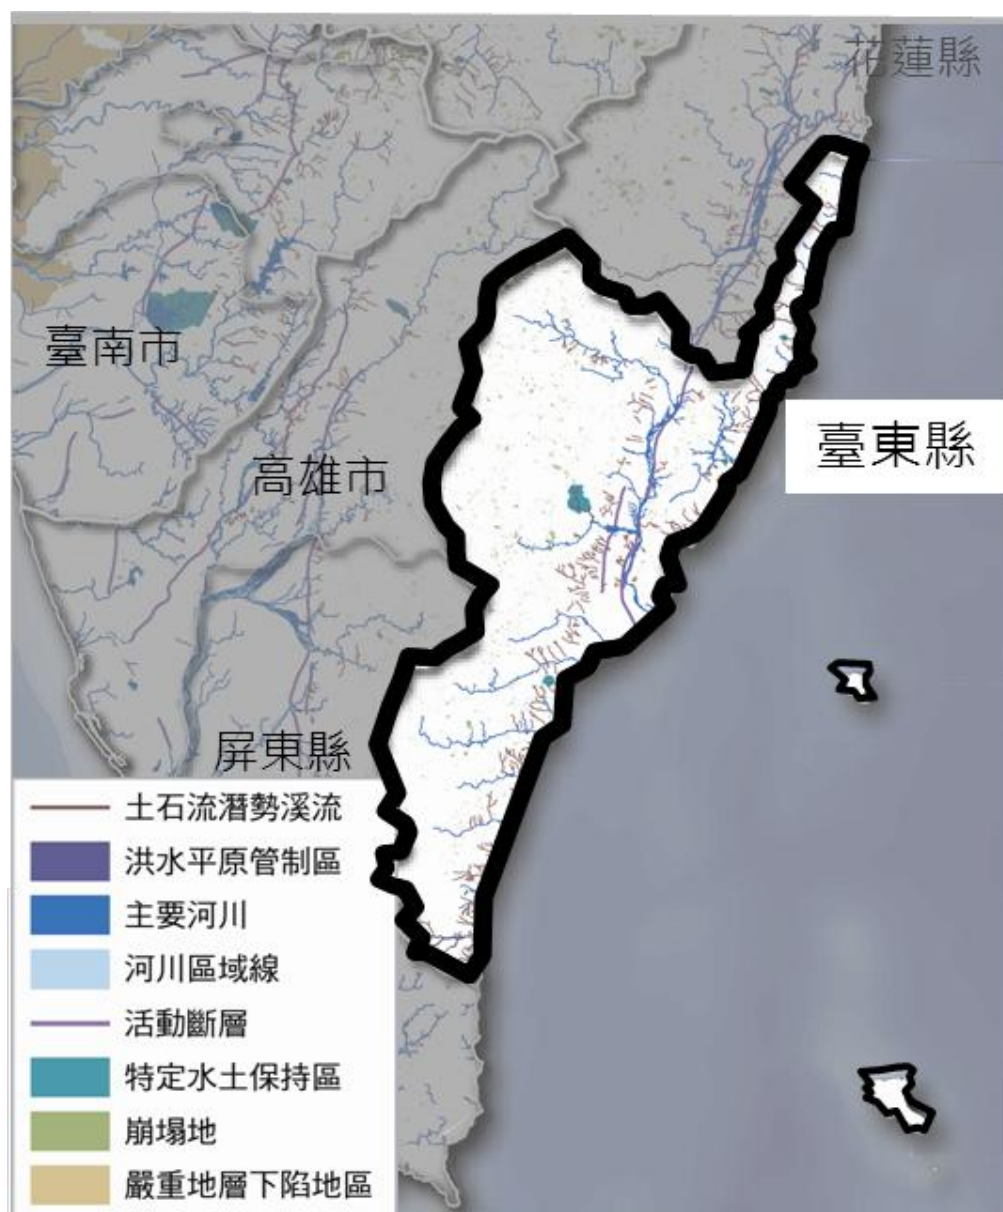 花蓮縣
臺南市
臺東縣
高雄市
屏東縣
土石流潛勢溪流
洪水平原管制區
主要河川
河川區域線
活動斷層
特定水土保持區
崩塌地
嚴重地層下陷地區